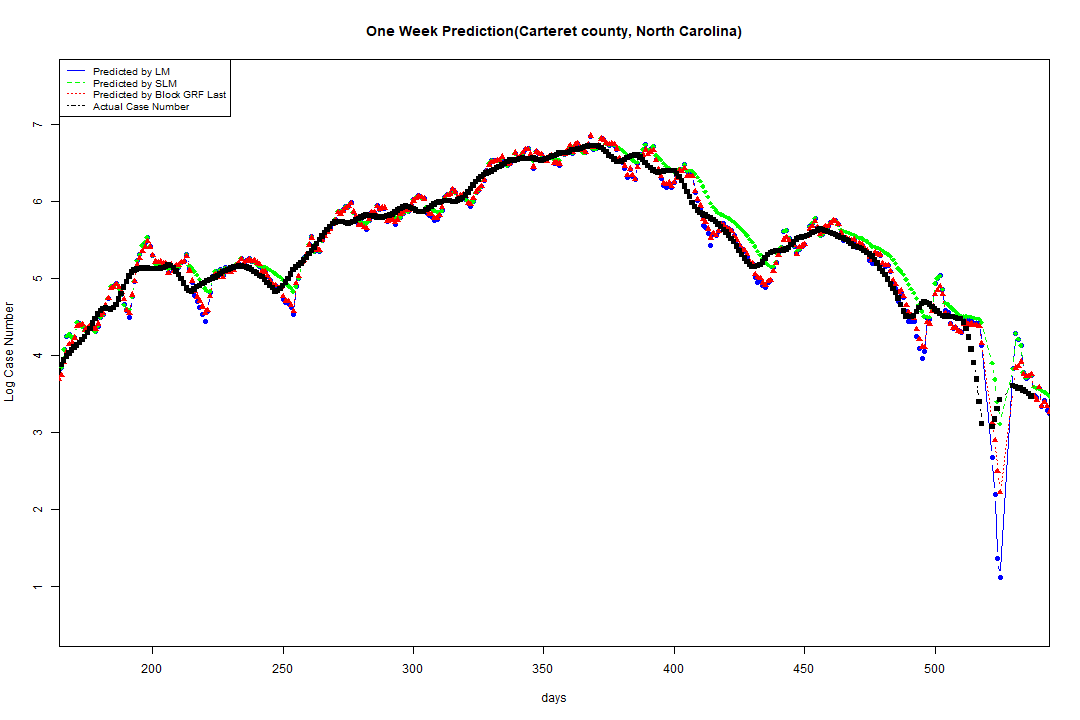 One Week Prediction(Carteret county, North Carolina)
Predicted by LM
Predicted by SLM
Predicted by Block GRF Last
Actual Case Number
7
6
5
4
3
2
1
Log Case Number
200 250 300 350 400 450 500
days